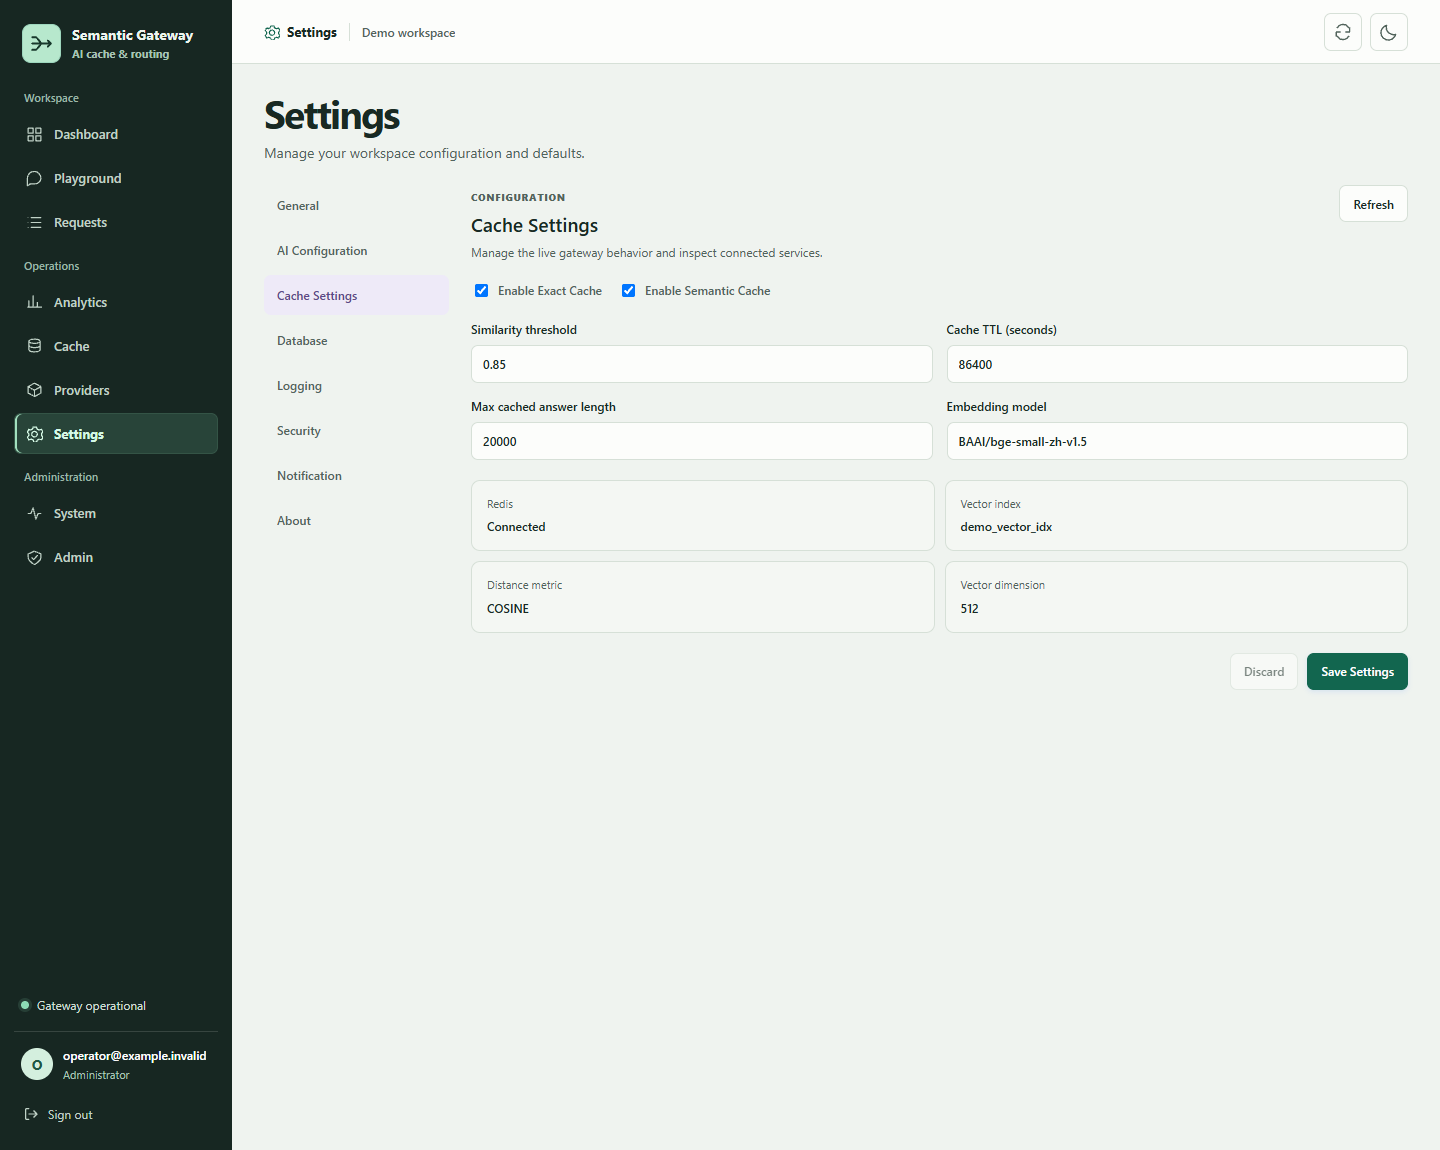 Semantic Gateway
AI cache & routing
Workspace
Dashboard
Playground
Requests
Operations
Analytics
Cache
Providers
Settings
Administration
System
Admin
Gateway operational
O
operator@example.invalid
Administrator
Sign out
Settings
Demo workspace
Settings
Manage your workspace configuration and defaults.
General
AI Configuration
Cache Settings
Database
Logging
Security
Notification
About
CONFIGURATION
Cache Settings
Manage the live gateway behavior and inspect connected services.
Refresh
Enable Exact Cache
Enable Semantic Cache
Similarity threshold
0.85
Cache TTL (seconds)
86400
Max cached answer length
20000
Embedding model
BAAI/bge-small-zh-v1.5
Redis
Connected
Vector index
demo_vector_idx
Distance metric
COSINE
Vector dimension
512
Discard
Save Settings